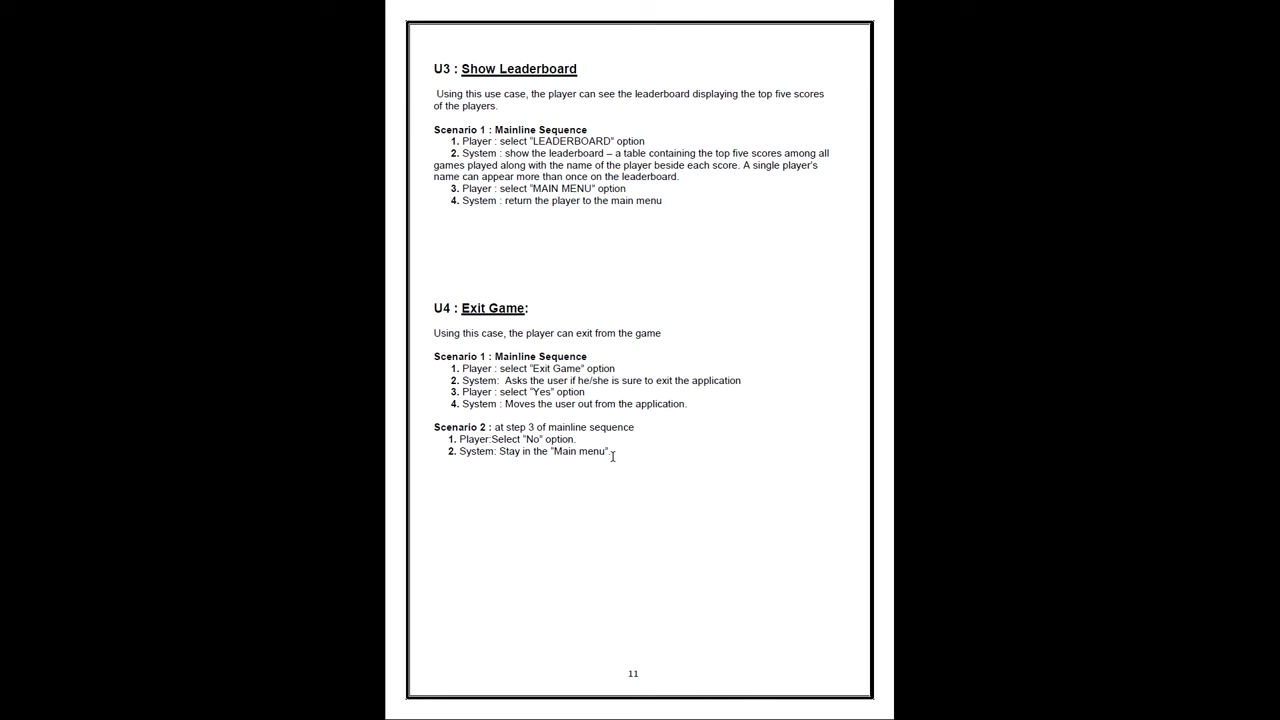 U3 : Show Leaderboard
Using this use case, the player can see the leaderboard displaying the top five scores
of the players.
Scenario 1 : Mainline Sequence
1. Player : select "LEADERBOARD" option
2. System : show the leaderboard – a table containing the top five scores among all
games played along with the name of the player beside each score. A single player's
name can appear more than once on the leaderboard.
3. Player : select "MAIN MENU" option
4. System : return the player to the main menu
U4 : Exit Game:
Using this case, the player can exit from the game
Scenario 1 : Mainline Sequence
1. Player : select "Exit Game" option
2. System:  Asks the user if he/she is sure to exit the application
3. Player : select "Yes" option
4. System : Moves the user out from the application.
Scenario 2 : at step 3 of mainline sequence
1. Player:Select "No" option.
2. System: Stay in the "Main menu".
11